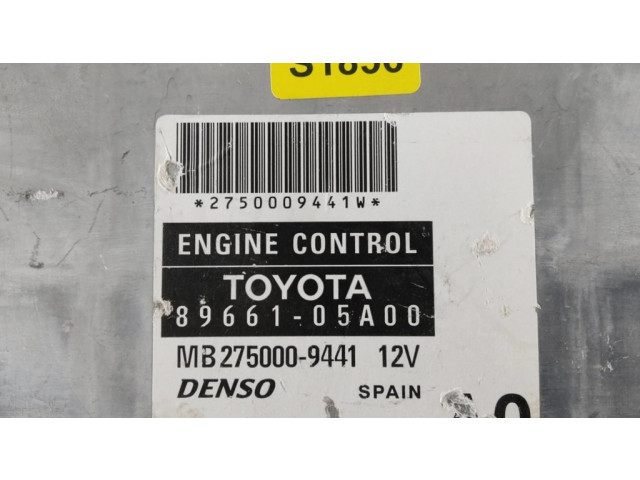 *2750009441W*
ENGINE CONTROL
TOYOTA
89661-05A00
MB275000-9441 12V
DENSO SPAIN